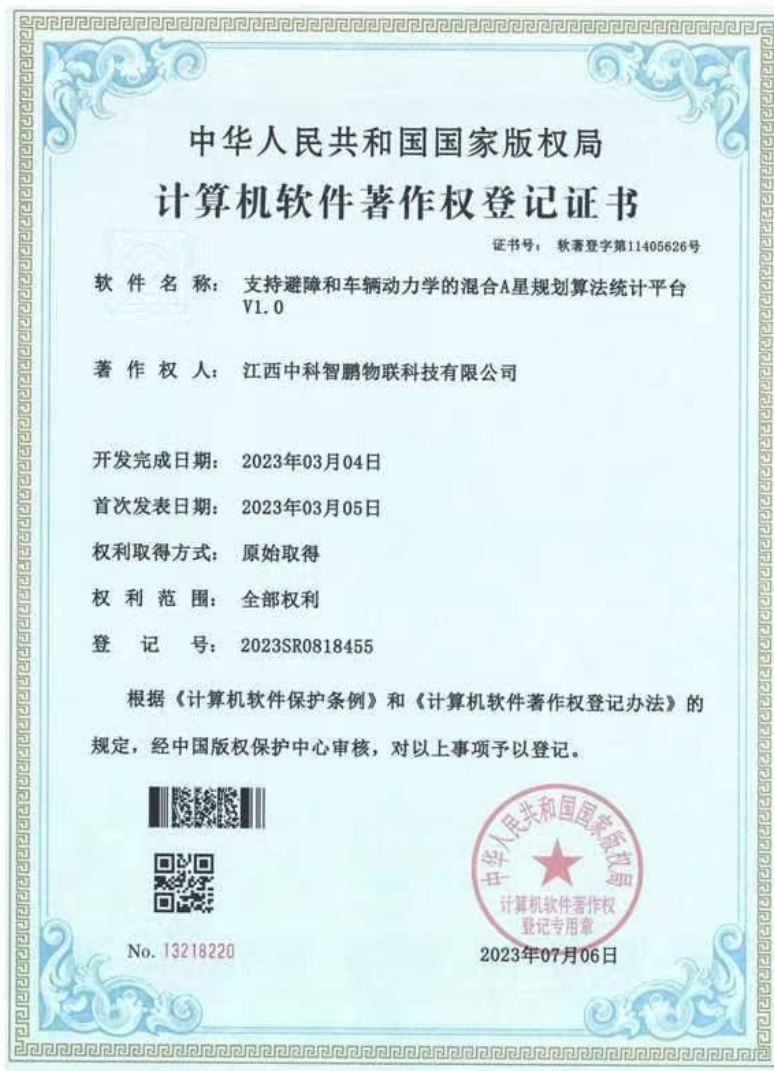 中华人民共和国国家版权局
计算机软件著作权登记证书
证书号： 软著登字第11405626号
软件名称： 支持避障和车辆动力学的混合A星规划算法统计平台
V1.0
著作权人： 江西中科智鹏物联科技有限公司
开发完成日期： 2023年03月04日
首次发表日期： 2023年03月05日
权利取得方式： 原始取得
权利范围： 全部权利
登记号： 2023SR0818455
根据《计算机软件保护条例》和《计算机软件著作权登记办法》的
规定，经中国版权保护中心审核，对以上事项予以登记。
中华人民共和国国家版权局
计算机软件著作权
登记专用章
No. 13218220
2023年07月06日